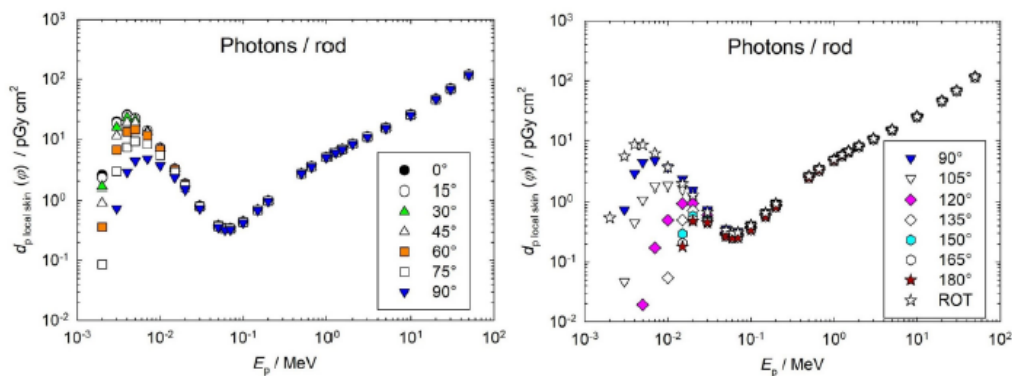 Photons / rod
d_p local skin (φ) / pGy cm²
10³
10²
10¹
10⁰
10⁻¹
10⁻²
0°
15°
30°
45°
60°
75°
90°
10⁻³ 10⁻² 10⁻¹ 10⁰ 10¹ 10²
E_p / MeV
Photons / rod
d_p local skin (φ) / pGy cm²
10³
10²
10¹
10⁰
10⁻¹
10⁻²
90°
105°
120°
135°
150°
165°
180°
ROT
10⁻³ 10⁻² 10⁻¹ 10⁰ 10¹ 10²
E_p / MeV